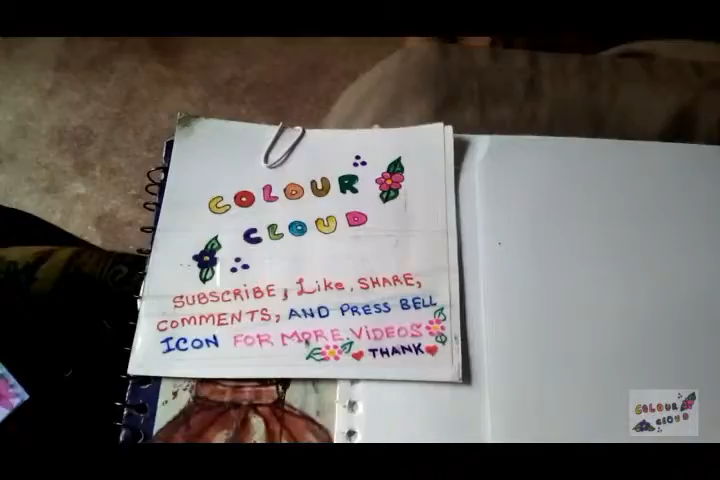 COLOUR
CLOUD
SUBSCRIBE, Like, SHARE,
COMMENTS, AND PRESS BELL
ICON FOR MORE VIDEOS
THANK
COLOUR
CLOUD